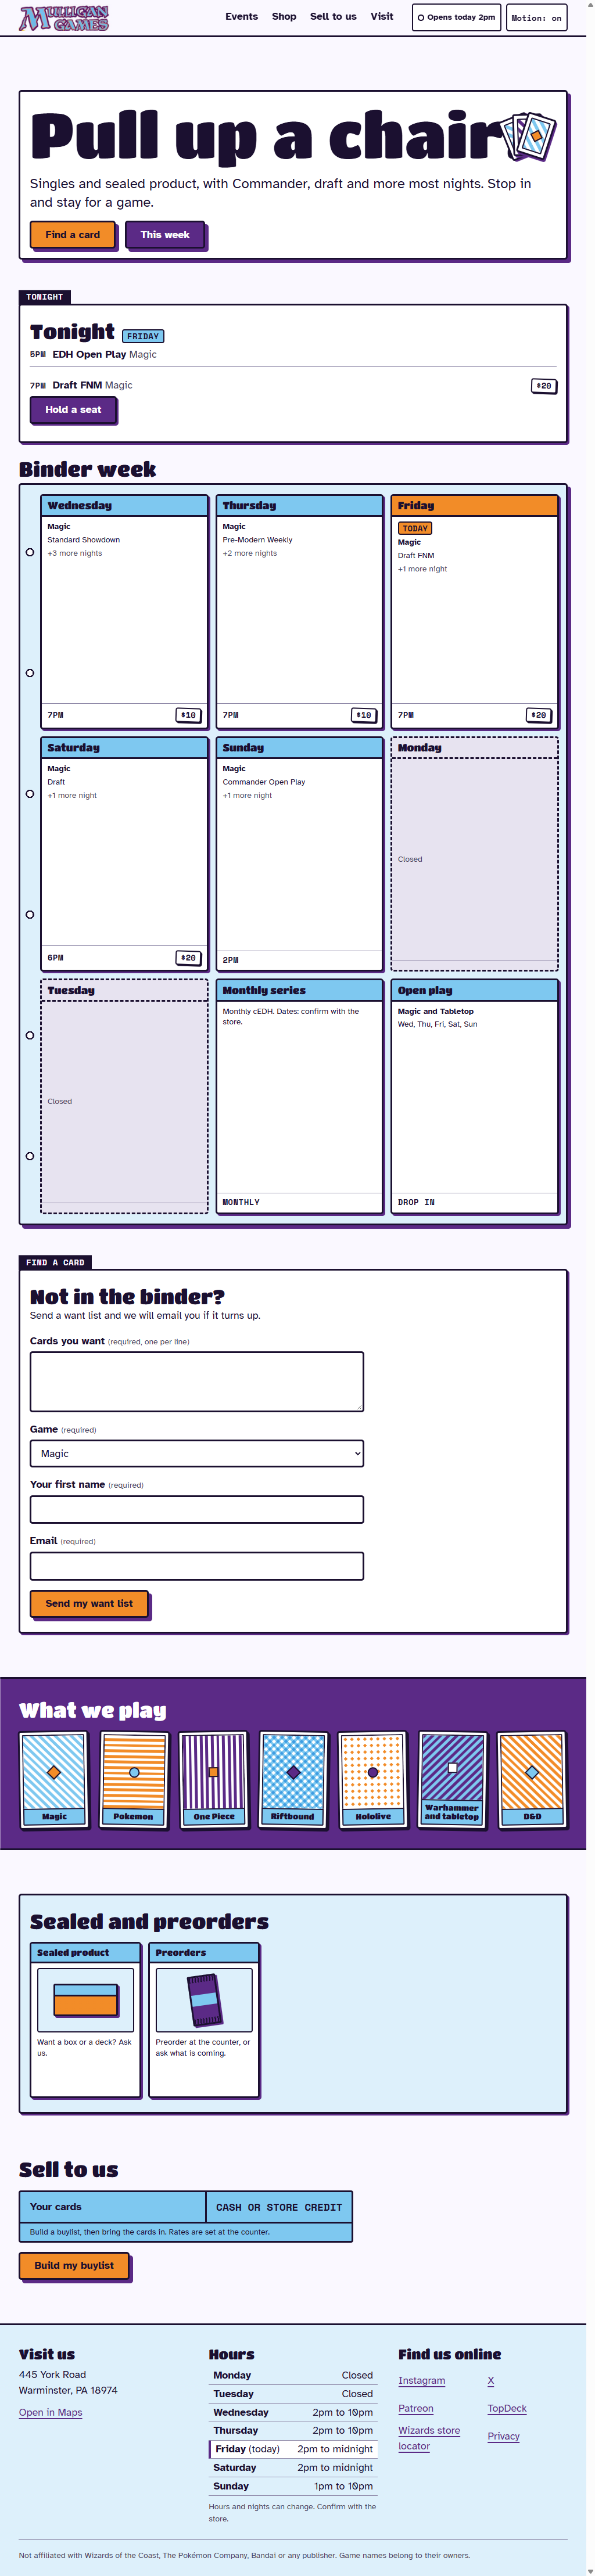 MULLIGAN
GAMES
Events Shop Sell to us Visit Opens today 2pm Motion: on
Pull up a chair
Singles and sealed product, with Commander, draft and more most nights. Stop in
and stay for a game.
Find a card This week
TONIGHT
Tonight FRIDAY
5PM EDH Open Play Magic
7PM Draft FNM Magic $20
Hold a seat
Binder week
Wednesday Thursday Friday
TODAY
Magic Magic Magic
Standard Showdown Pre-Modern Weekly Draft FNM
+3 more nights +2 more nights +1 more night
7PM $10 7PM $10 7PM $20
Saturday Sunday Monday
Magic Magic
Draft Commander Open Play
+1 more night +1 more night
Closed
6PM $20 2PM
Tuesday Monthly series Open play
Monthly cEDH. Dates: confirm with the
store.
Magic and Tabletop
Wed, Thu, Fri, Sat, Sun
Closed
MONTHLY DROP IN
FIND A CARD
Not in the binder?
Send a want list and we will email you if it turns up.
Cards you want (required, one per line)
Game (required)
Magic
Your first name (required)
Email (required)
Send my want list
What we play
Magic Pokemon One Piece Riftbound Hololive Warhammer
and tabletop D&D
Sealed and preorders
Sealed product Preorders
Want a box or a deck? Ask
us.
Preorder at the counter, or
ask what is coming.
Sell to us
Your cards CASH OR STORE CREDIT
Build a buylist, then bring the cards in. Rates are set at the counter.
Build my buylist
Visit us
445 York Road
Warminster, PA 18974
Open in Maps
Hours
Monday Closed
Tuesday Closed
Wednesday 2pm to 10pm
Thursday 2pm to 10pm
Friday (today) 2pm to midnight
Saturday 2pm to midnight
Sunday 1pm to 10pm
Hours and nights can change. Confirm with the
store.
Find us online
Instagram X
Patreon TopDeck
Wizards store
locator
Privacy
Not affiliated with Wizards of the Coast, The Pokémon Company, Bandai or any publisher. Game names belong to their owners.